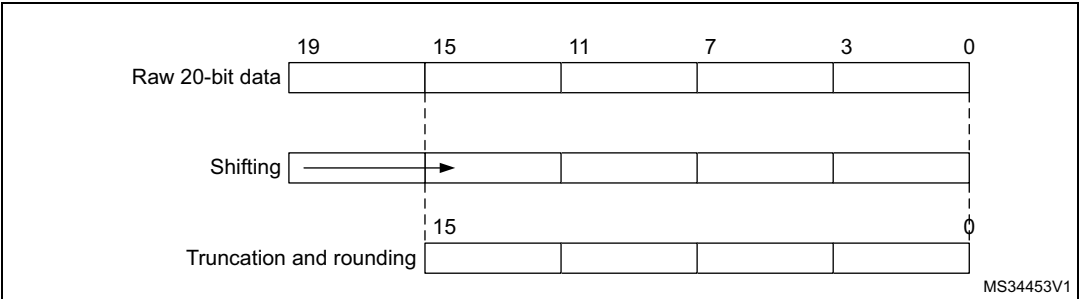 19 15 11 7 3 0
Raw 20-bit data
Shifting
15 0
Truncation and rounding
MS34453V1